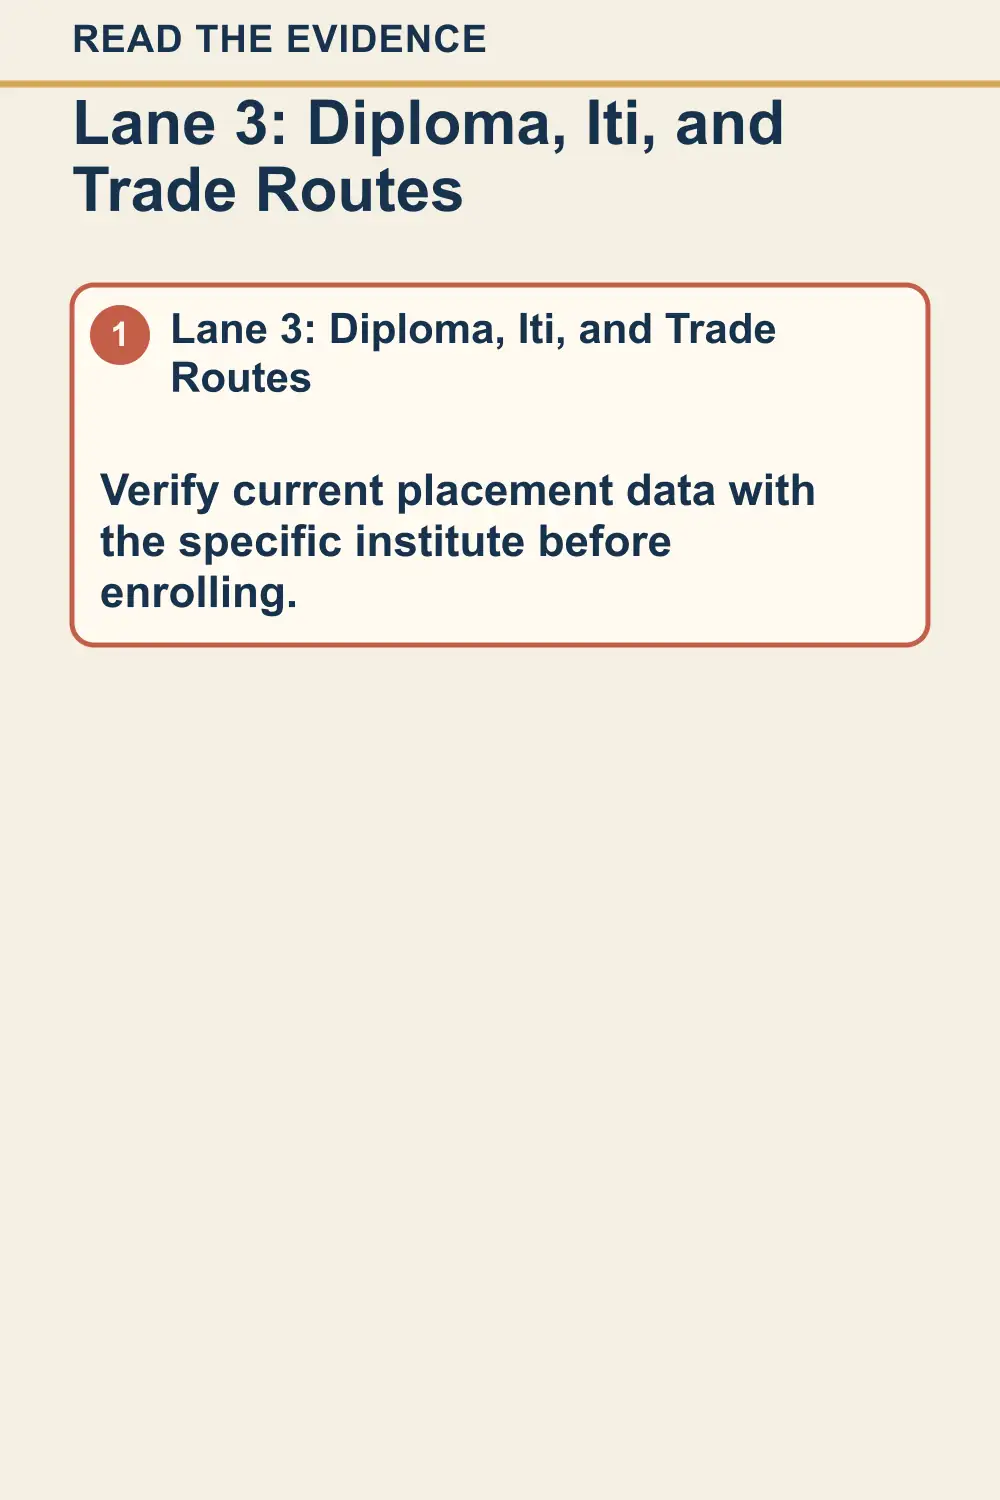 READ THE EVIDENCE
Lane 3: Diploma, Iti, and
Trade Routes
1
Lane 3: Diploma, Iti, and Trade
Routes
Verify current placement data with
the specific institute before
enrolling.